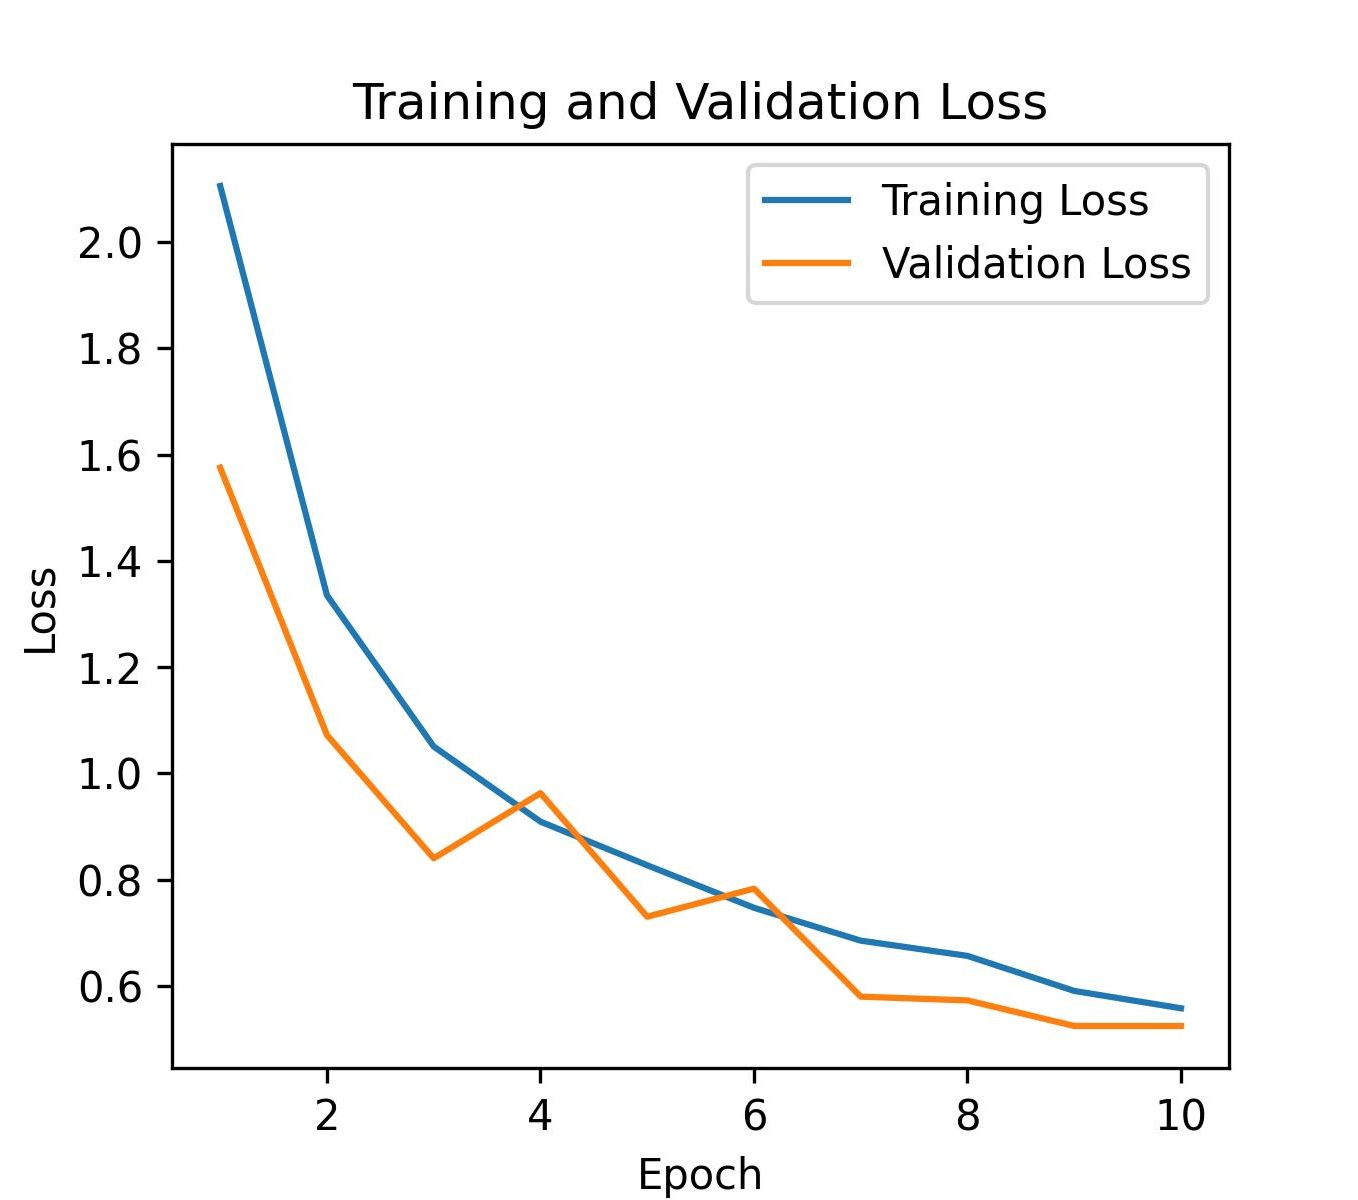 Training and Validation Loss
Training Loss
Validation Loss
2.0
1.8
1.6
1.4
1.2
1.0
0.8
0.6
Loss
2 4 6 8 10
Epoch